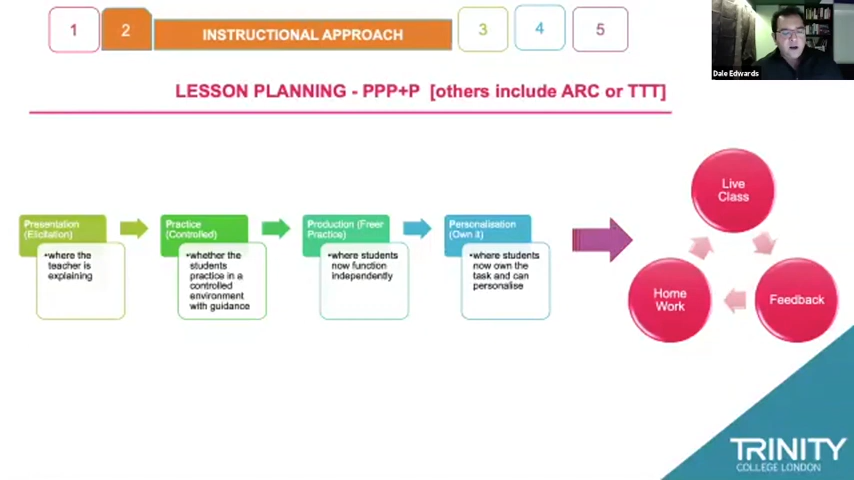 1
2
INSTRUCTIONAL APPROACH
3
4
5
Dale Edwards
LESSON PLANNING - PPP+P [others include ARC or TTT]
Presentation
(Elicitation)
•where the
teacher is
explaining
Practice
(Controlled)
•whether the
students
practice in a
controlled
environment
with guidance
Production (Freer
Practice)
•where students
now function
independently
Personalisation
(Own it)
•where students
now own the
task and can
personalise
Live
Class
Feedback
Home
Work
TRINITY
COLLEGE LONDON